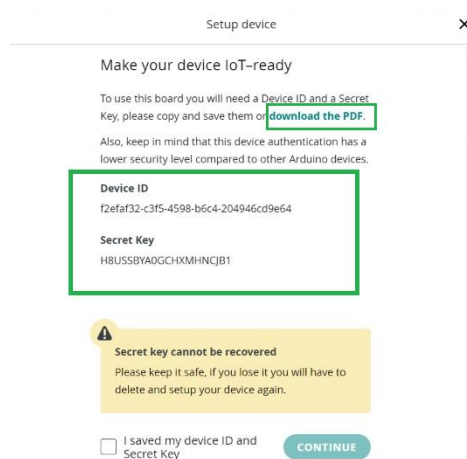 Setup device
Make your device IoT–ready
To use this board you will need a Device ID and a Secret
Key, please copy and save them or download the PDF.
Also, keep in mind that this device authentication has a
lower security level compared to other Arduino devices.
Device ID
f2efaf32-c3f5-4598-b6c4-204946cd9e64
Secret Key
H8USSBYA0GCHXMHNCJB1
Secret key cannot be recovered
Please keep it safe, if you lose it you will have to
delete and setup your device again.
I saved my device ID and
Secret Key
CONTINUE